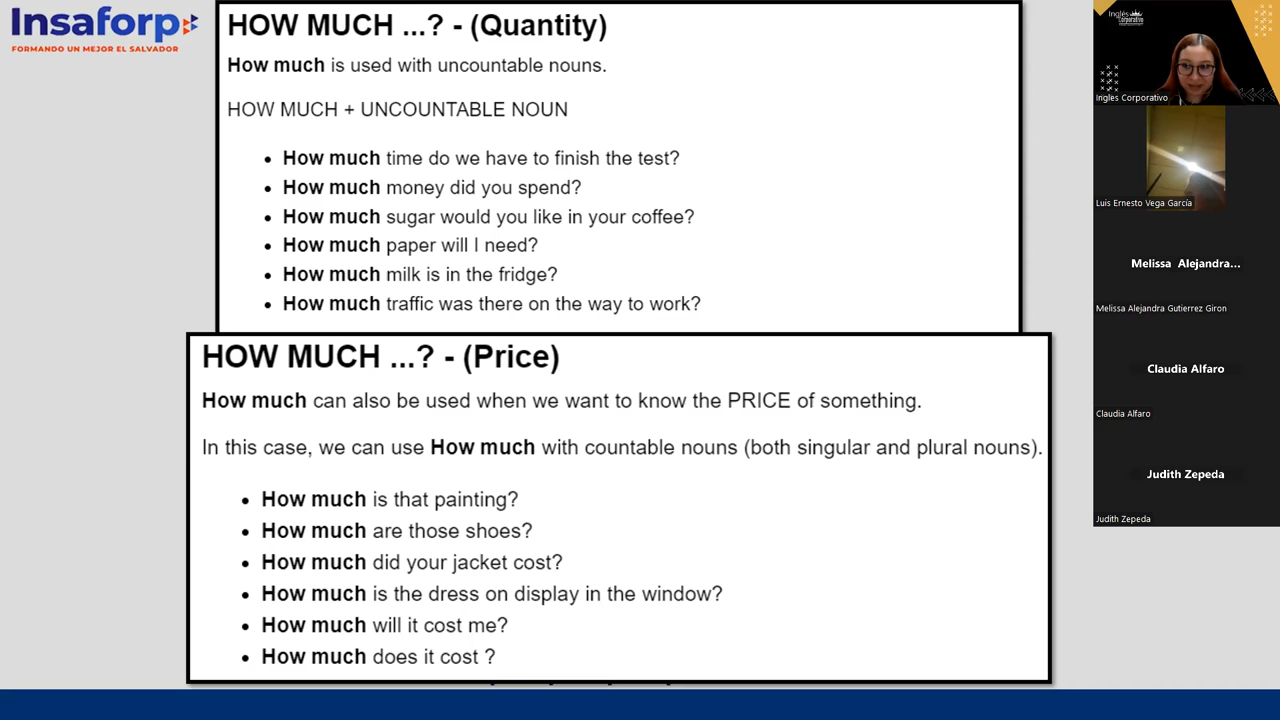 Insaforp
FORMANDO UN MEJOR EL SALVADOR
HOW MUCH ...? - (Quantity)
How much is used with uncountable nouns.
HOW MUCH + UNCOUNTABLE NOUN
• How much time do we have to finish the test?
• How much money did you spend?
• How much sugar would you like in your coffee?
• How much paper will I need?
• How much milk is in the fridge?
• How much traffic was there on the way to work?
HOW MUCH ...? - (Price)
How much can also be used when we want to know the PRICE of something.
In this case, we can use How much with countable nouns (both singular and plural nouns).
• How much is that painting?
• How much are those shoes?
• How much did your jacket cost?
• How much is the dress on display in the window?
• How much will it cost me?
• How much does it cost ?
Inglés
Corporativo
Ingles Corporativo
Luis Ernesto Vega García
Melissa Alejandra...
Melissa Alejandra Gutierrez Giron
Claudia Alfaro
Claudia Alfaro
Judith Zepeda
Judith Zepeda